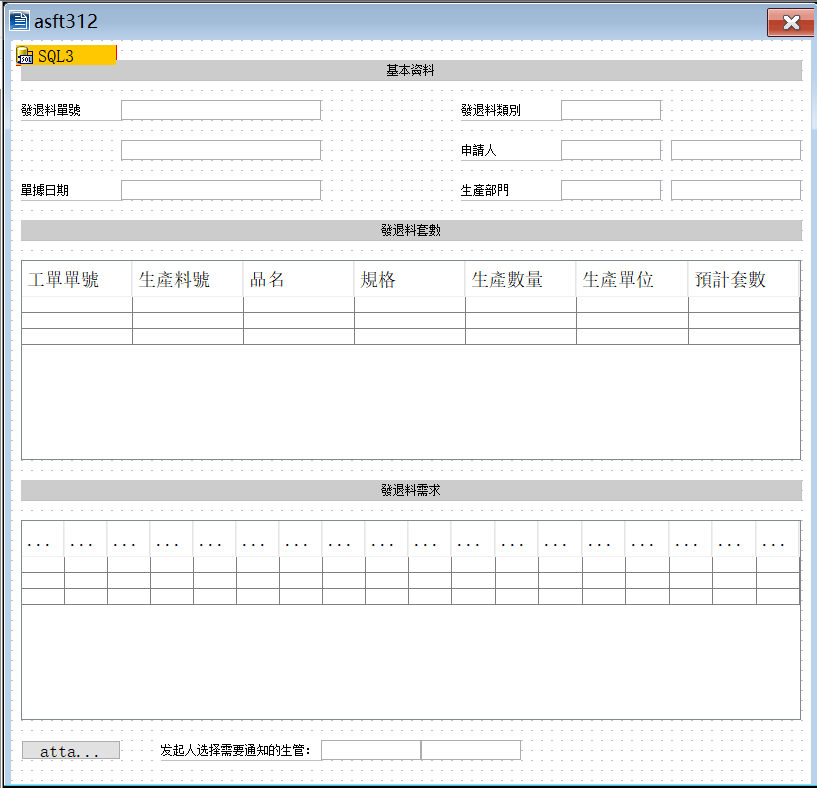 asft312
SQL3
基本資料
發退料單號 發退料類別
申請人
單據日期 生產部門
發退料套數
工單單號 生產料號 品名 規格 生產數量 生產單位 預計套數
發退料需求
... ... ... ... ... ... ... ... ... ... ... ... ... ... ... ... ... ...
atta... 发起人选择需要通知的生管: